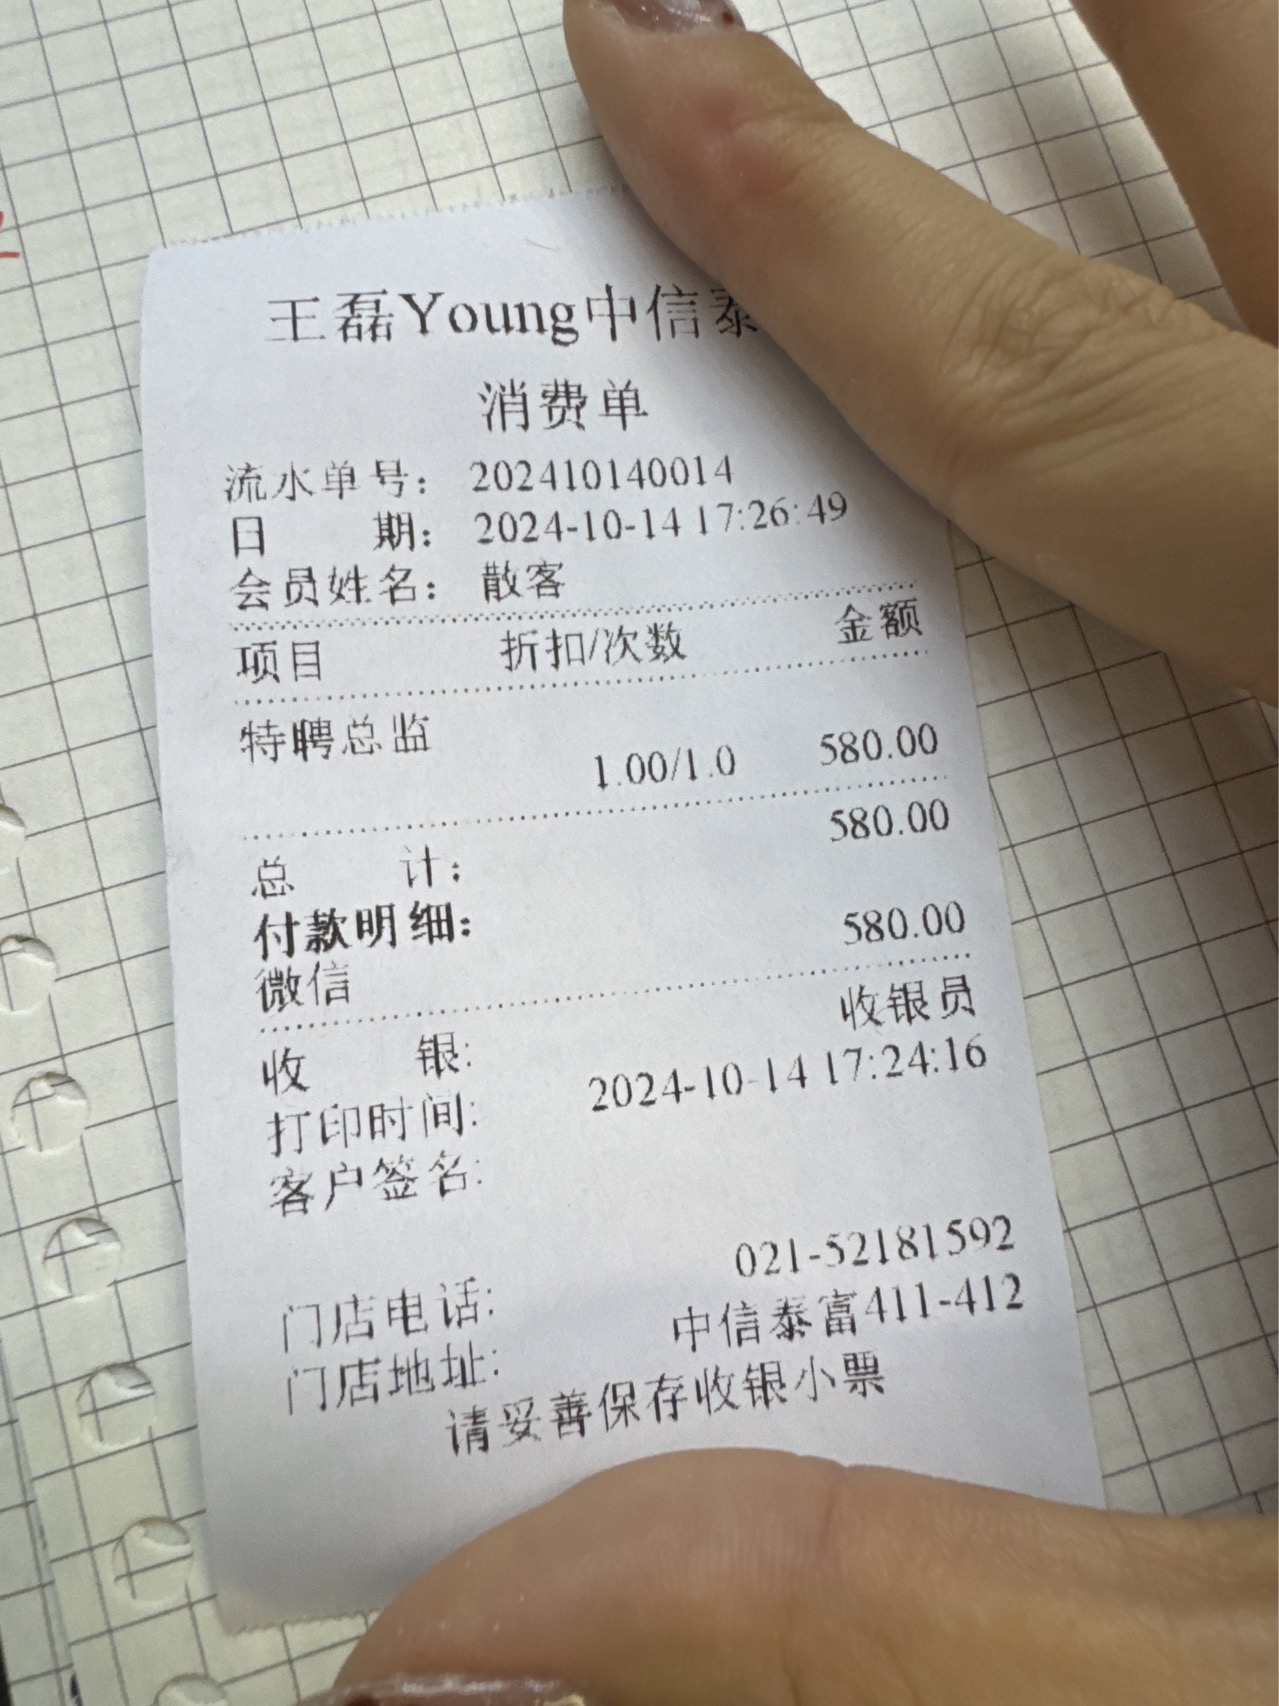 王磊Young中信泰
消费单
流水单号： 202410140014
日 期： 2024-10-14 17:26:49
会员姓名： 散客
项目 折扣/次数 金额
特聘总监
1.00/1.0 580.00
总 计： 580.00
付款明细：
微信 580.00
收 银: 收银员
打印时间: 2024-10-14 17:24:16
客户签名:
门店电话: 021-52181592
门店地址: 中信泰富411-412
请妥善保存收银小票